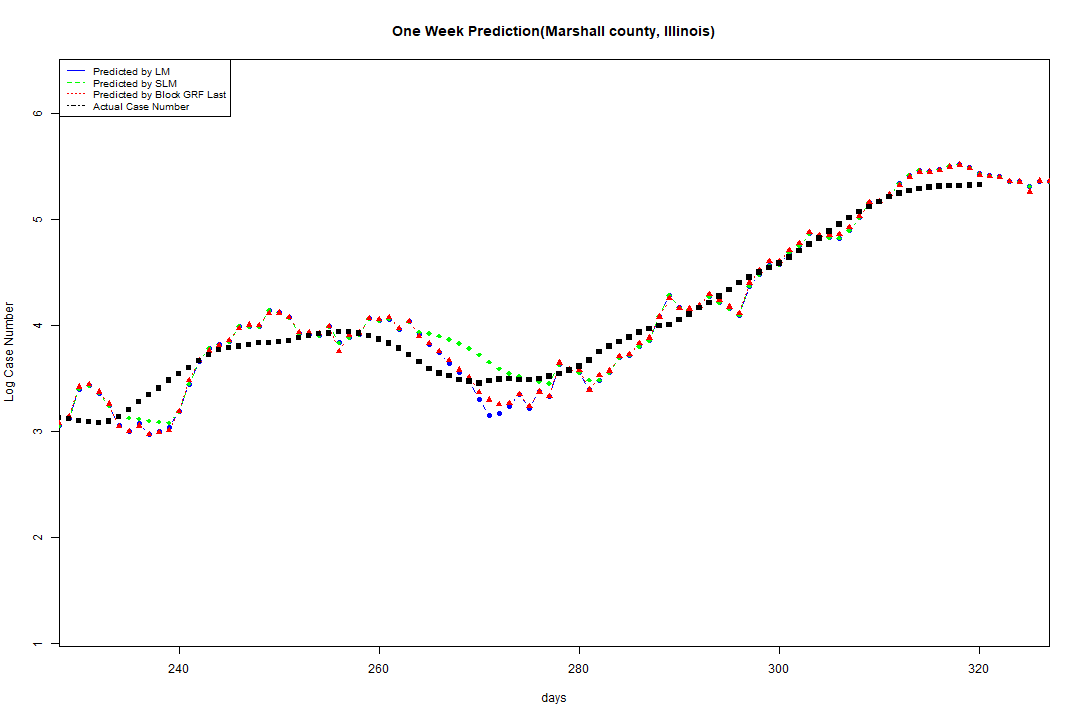 One Week Prediction(Marshall county, Illinois)
Predicted by LM
Predicted by SLM
Predicted by Block GRF Last
Actual Case Number
Log Case Number
6
5
4
3
2
1
240
260
280
300
320
days